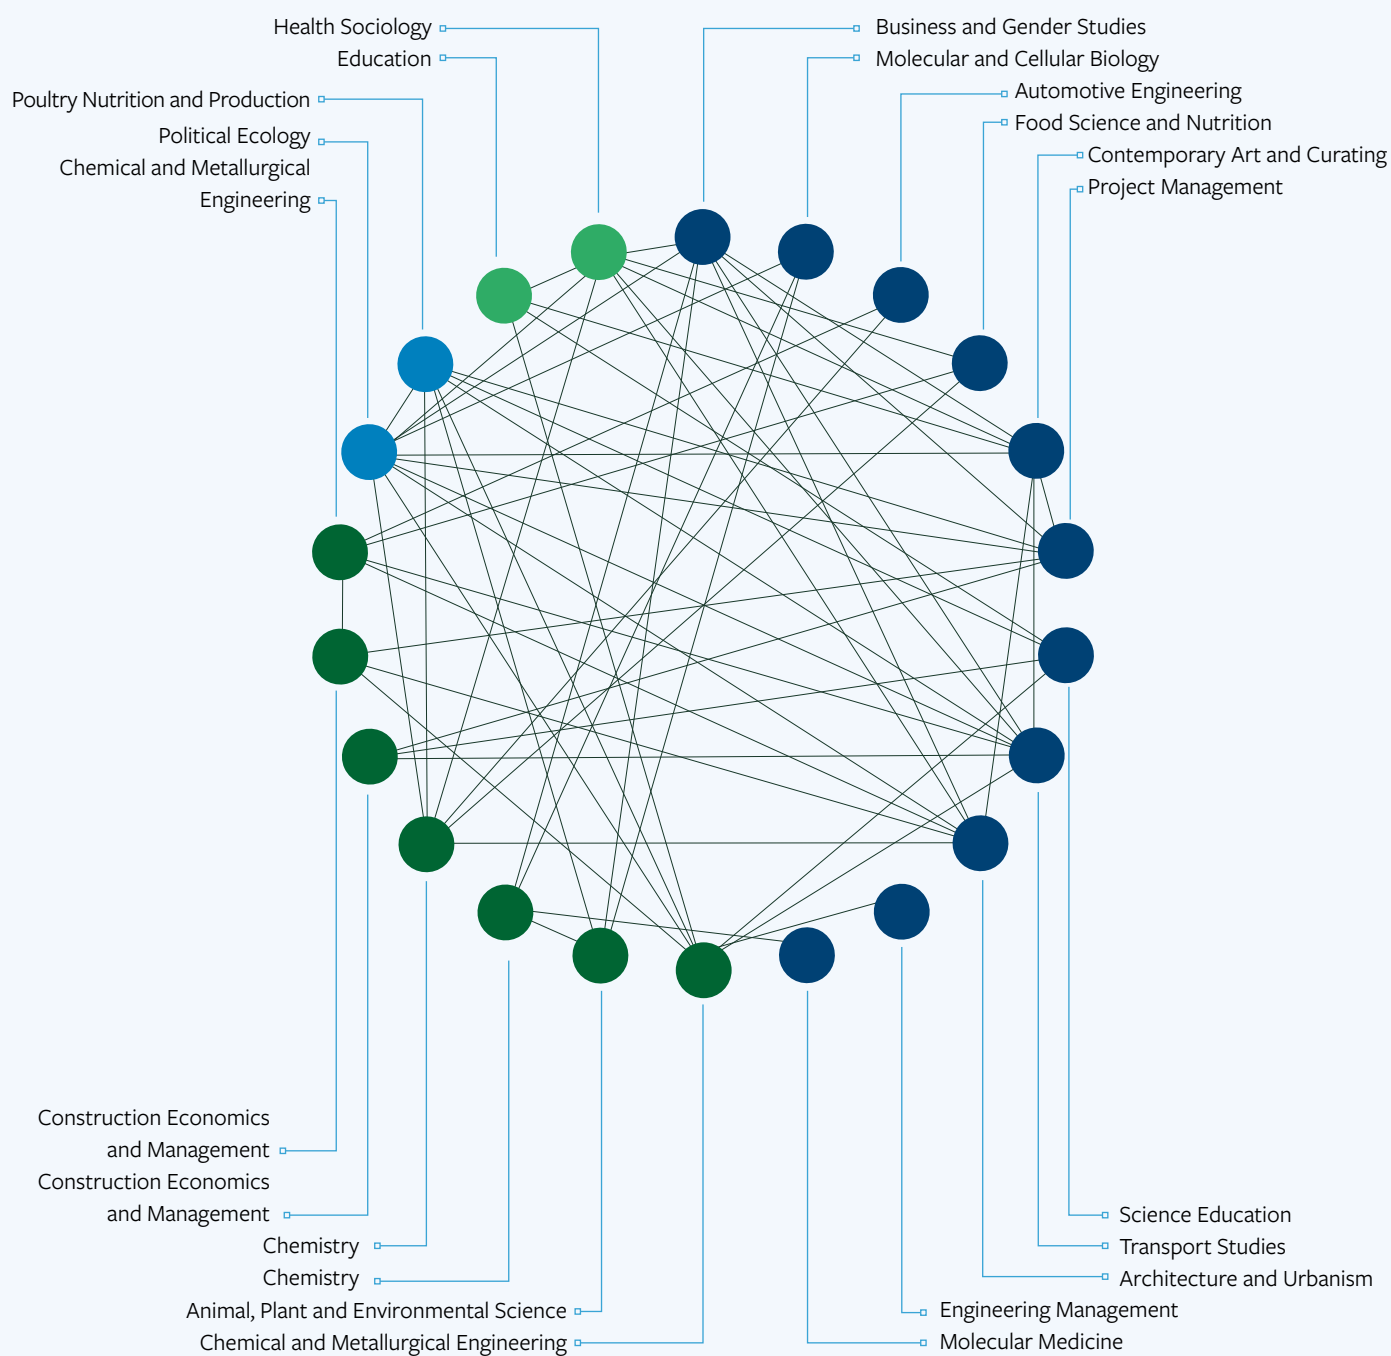 Health Sociology
Education
Poultry Nutrition and Production
Political Ecology
Chemical and Metallurgical
Engineering
Business and Gender Studies
Molecular and Cellular Biology
Automotive Engineering
Food Science and Nutrition
Contemporary Art and Curating
Project Management
Construction Economics
and Management
Construction Economics
and Management
Chemistry
Chemistry
Animal, Plant and Environmental Science
Chemical and Metallurgical Engineering
Science Education
Transport Studies
Architecture and Urbanism
Engineering Management
Molecular Medicine